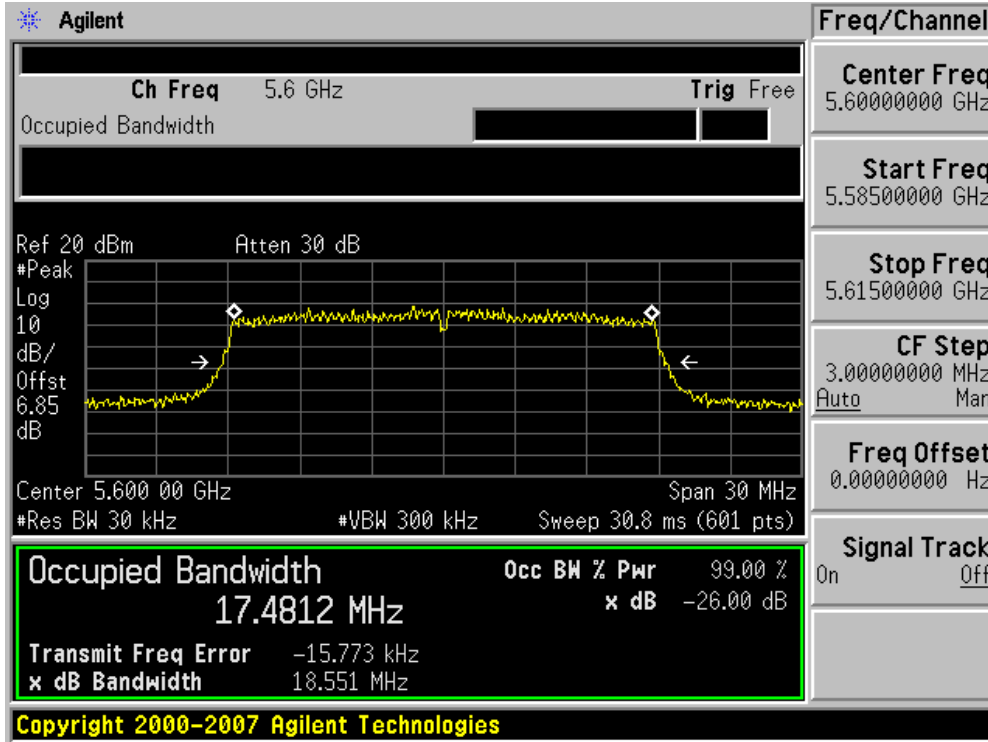 Agilent
Freq/Channel
Ch Freq 5.6 GHz Trig Free
Occupied Bandwidth
Center Freq
5.60000000 GHz
Start Freq
5.58500000 GHz
Stop Freq
5.61500000 GHz
CF Step
3.00000000 MHz
Auto Man
Freq Offset
0.00000000 Hz
Signal Track
On Off
Ref 20 dBm Atten 30 dB
#Peak
Log
10
dB/
Offst
6.85
dB
Center 5.600 00 GHz Span 30 MHz
#Res BW 30 kHz #VBW 300 kHz Sweep 30.8 ms (601 pts)
Occupied Bandwidth
17.4812 MHz
Occ BW % Pwr 99.00 %
x dB -26.00 dB
Transmit Freq Error -15.773 kHz
x dB Bandwidth 18.551 MHz
Copyright 2000-2007 Agilent Technologies